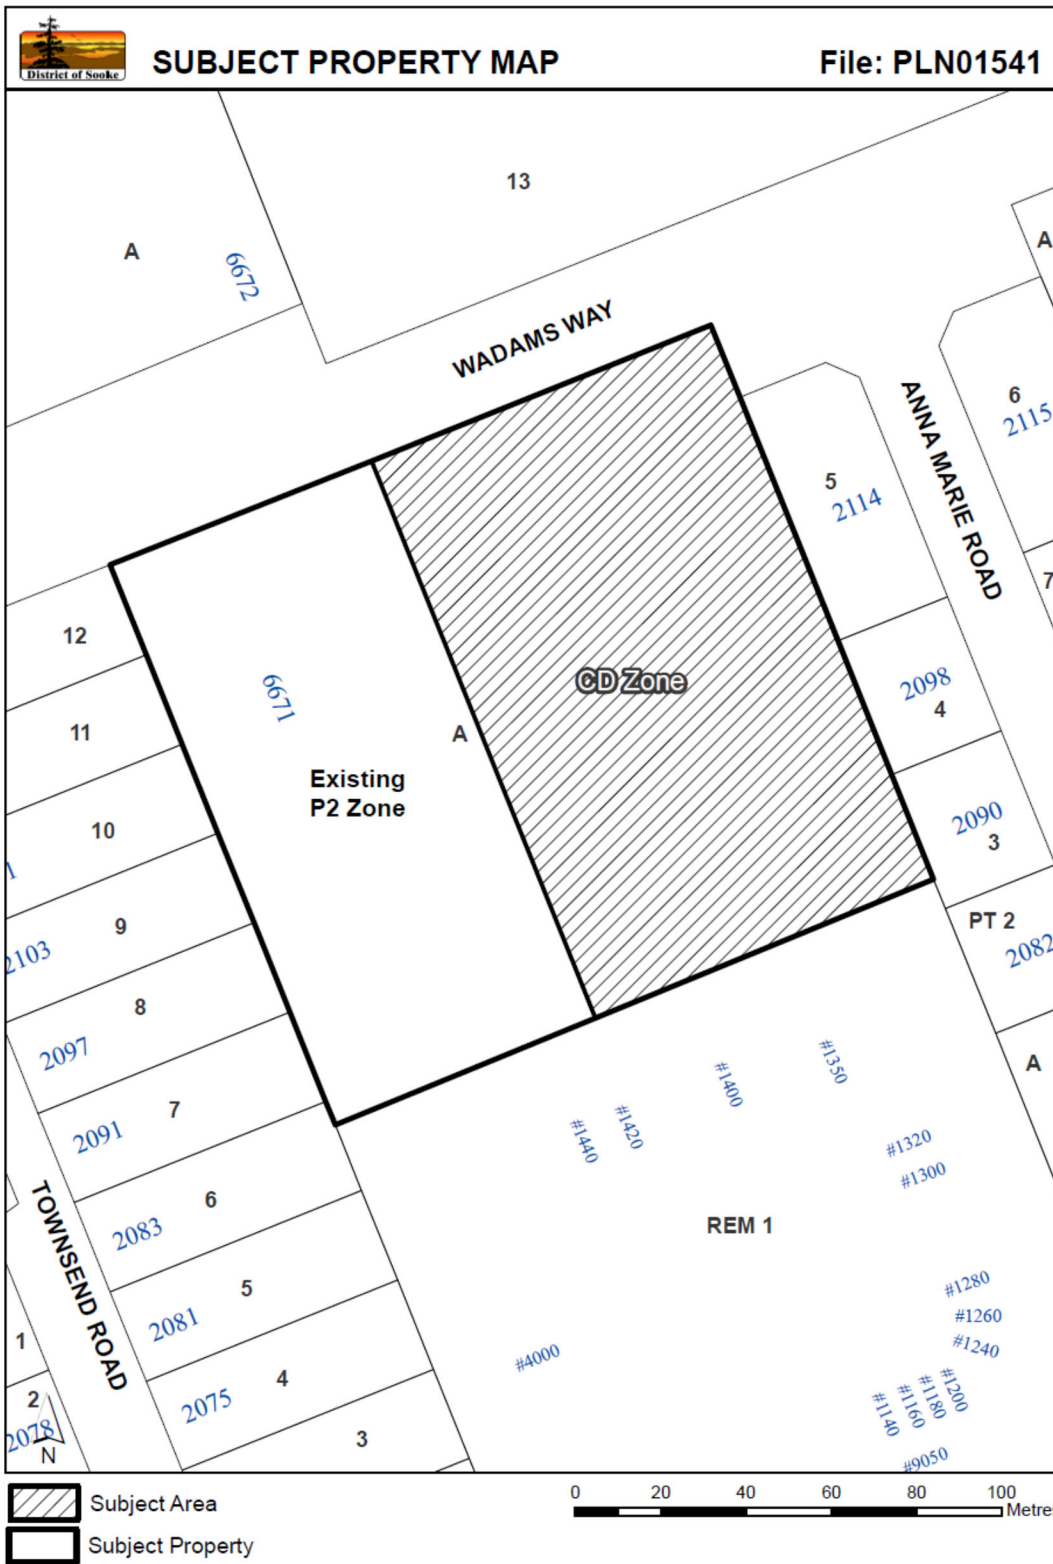 District of Sooke
SUBJECT PROPERTY MAP
File: PLN01541
13
A
6672
A
WADAMS WAY
6
2115
ANNA MARIE ROAD
5
2114
7
12
6671
CD Zone
2098
4
11
A
Existing
P2 Zone
10
2090
3
1
9
2103
PT 2
2082
8
2097
7
2091
A
#1350
#1400
#1420
#1440
#1320
#1300
TOWNSEND ROAD
6
2083
REM 1
5
2081
#1280
#1260
#1240
1
#4000
4
2075
2
2078
#1200
#1180
#1160
#1140
3
#9050
N
Subject Area
Subject Property
0 20 40 60 80 100
Metres